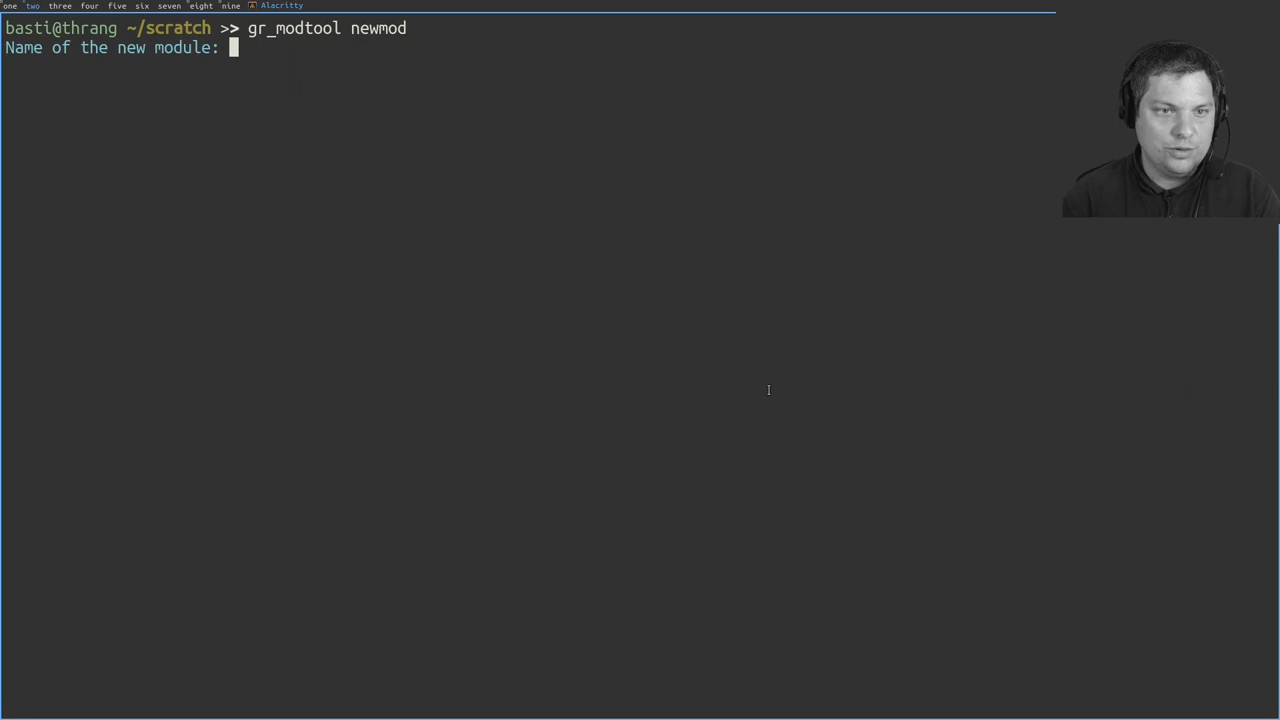 one two three four five six seven eight nine Alacritty
basti@thrang ~/scratch >> gr_modtool newmod
Name of the new module: